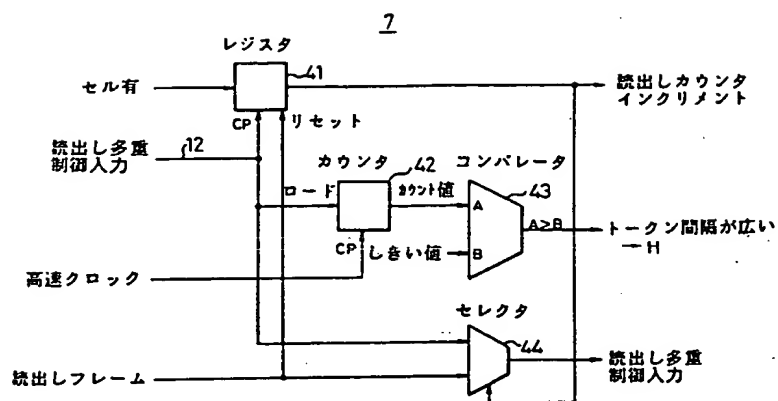 7
レジスタ
41
セル有
読出しカウンタ
インクリメント
CP
リセット
読出し多重
制御入力
12
カウンタ
42
コンパレータ
43
ロード
カウント値
A
A>B
トークン間隔が広い
→H
CP
しきい値
B
高速クロック
セレクタ
44
読出し多重
制御入力
読出しフレーム